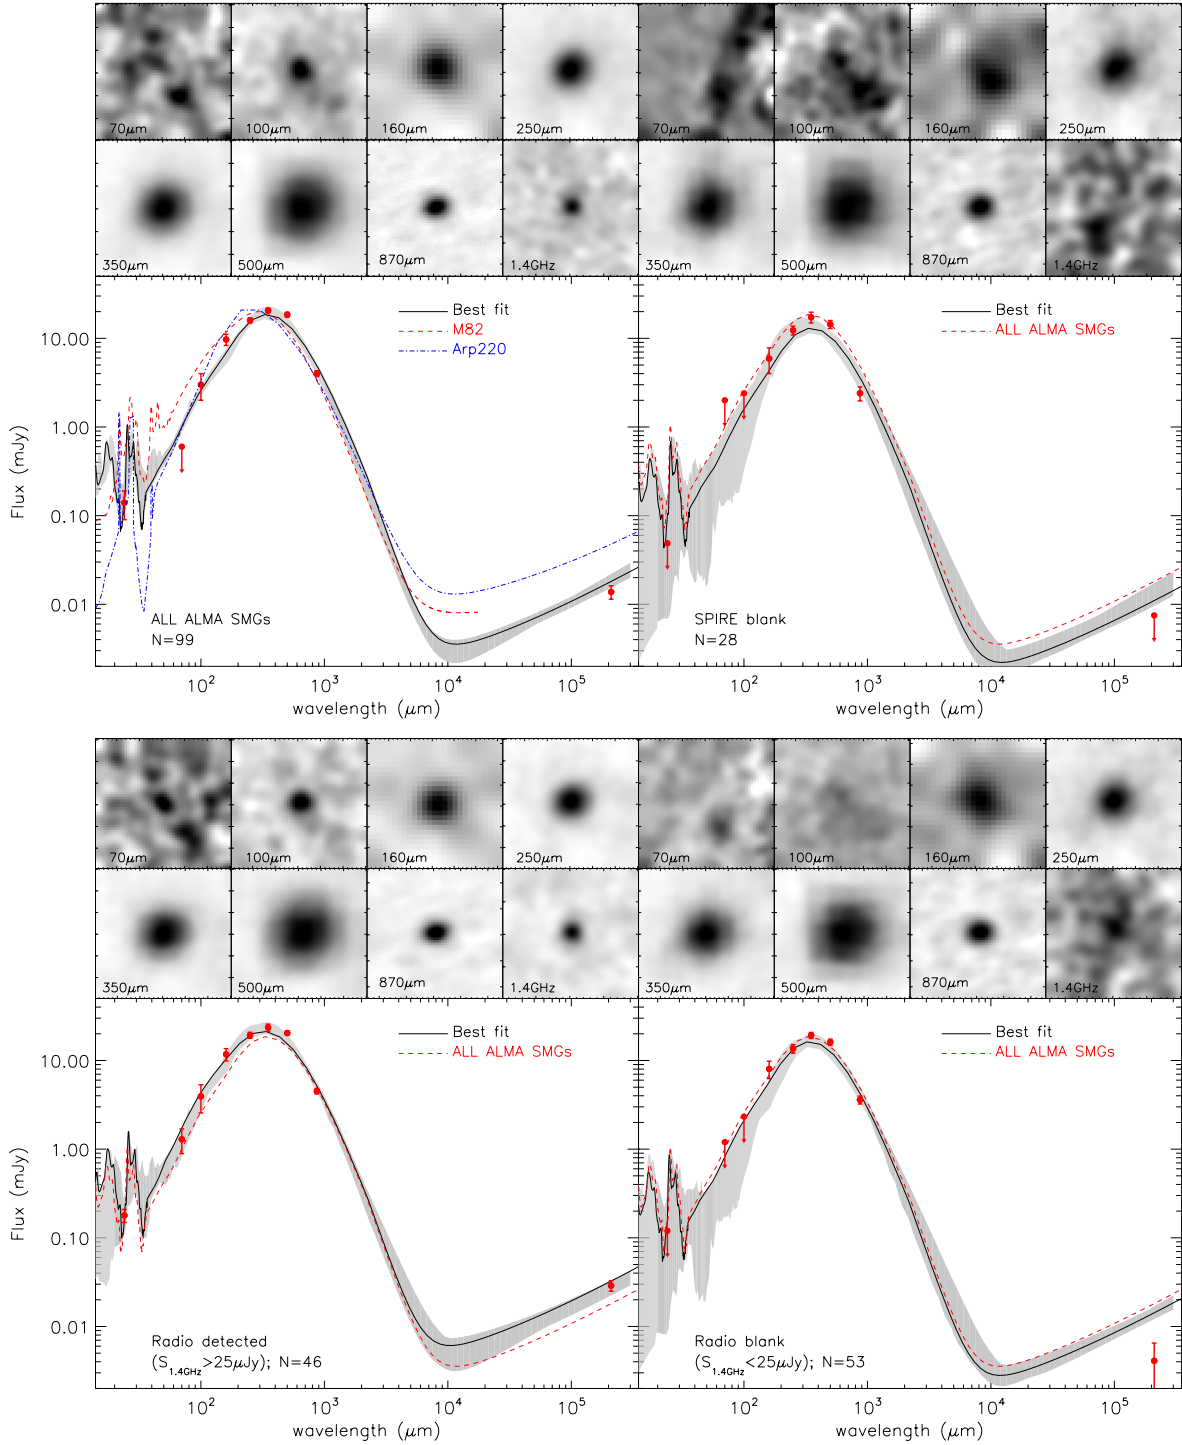 70μm 100μm 160μm 250μm 70μm 100μm 160μm 250μm
350μm 500μm 870μm 1.4GHz 350μm 500μm 870μm 1.4GHz
Flux (mJy)
10.00
1.00
0.10
0.01
Best fit
M82
Arp220
ALL ALMA SMGs
N=99
10² 10³ 10⁴ 10⁵
wavelength (μm)
Best fit
ALL ALMA SMGs
SPIRE blank
N=28
10² 10³ 10⁴ 10⁵
wavelength (μm)
70μm 100μm 160μm 250μm 70μm 100μm 160μm 250μm
350μm 500μm 870μm 1.4GHz 350μm 500μm 870μm 1.4GHz
Flux (mJy)
10.00
1.00
0.10
0.01
Best fit
ALL ALMA SMGs
Radio detected
(S1.4GHz>25μJy); N=46
10² 10³ 10⁴ 10⁵
wavelength (μm)
Best fit
ALL ALMA SMGs
Radio blank
(S1.4GHz<25μJy); N=53
10² 10³ 10⁴ 10⁵
wavelength (μm)